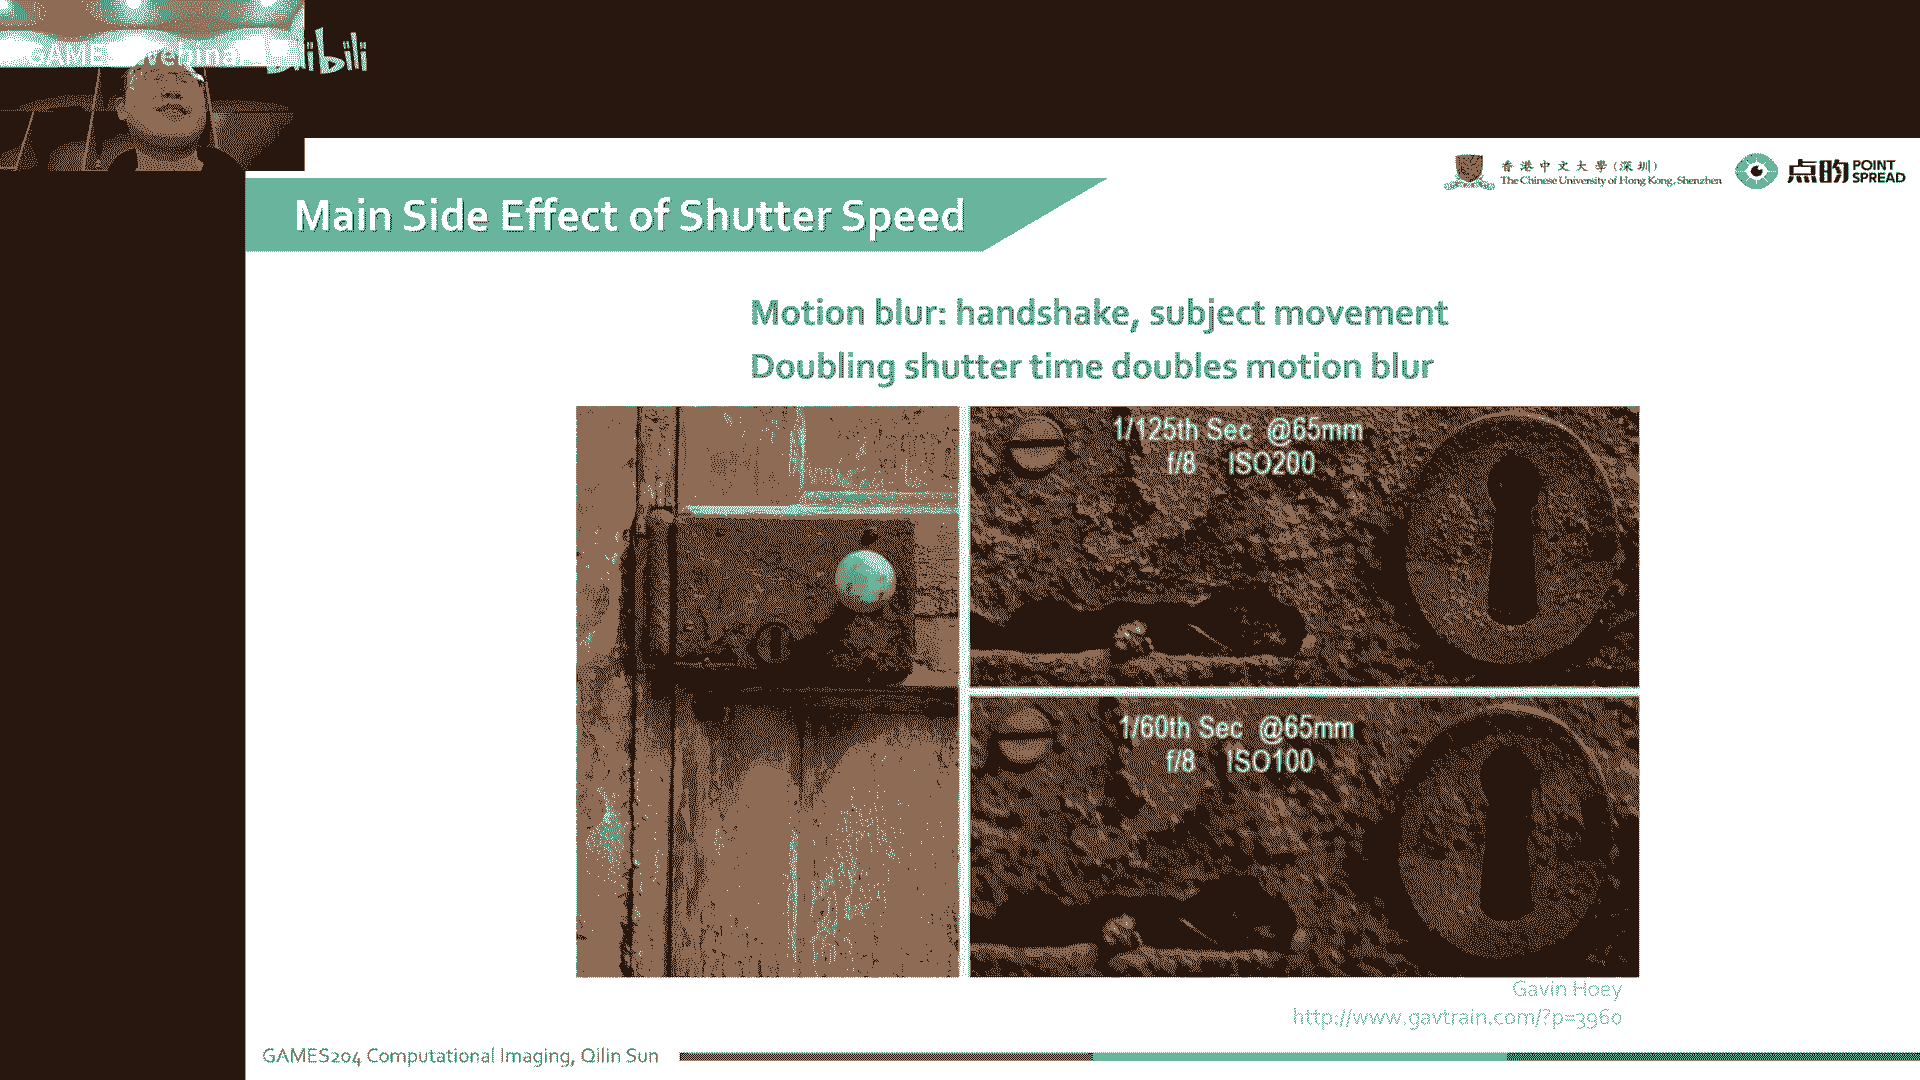 GAMES Webinar bilibili
香港中文大學(深圳)
The Chinese University of Hong Kong, Shenzhen
点昀 POINT SPREAD
Main Side Effect of Shutter Speed
Motion blur: handshake, subject movement
Doubling shutter time doubles motion blur
1/125th Sec @65mm
f/8 ISO200
1/60th Sec @65mm
f/8 ISO100
Gavin Hoey
http://www.gavtrain.com/?p=3960
GAMES204 Computational Imaging, Qilin Sun